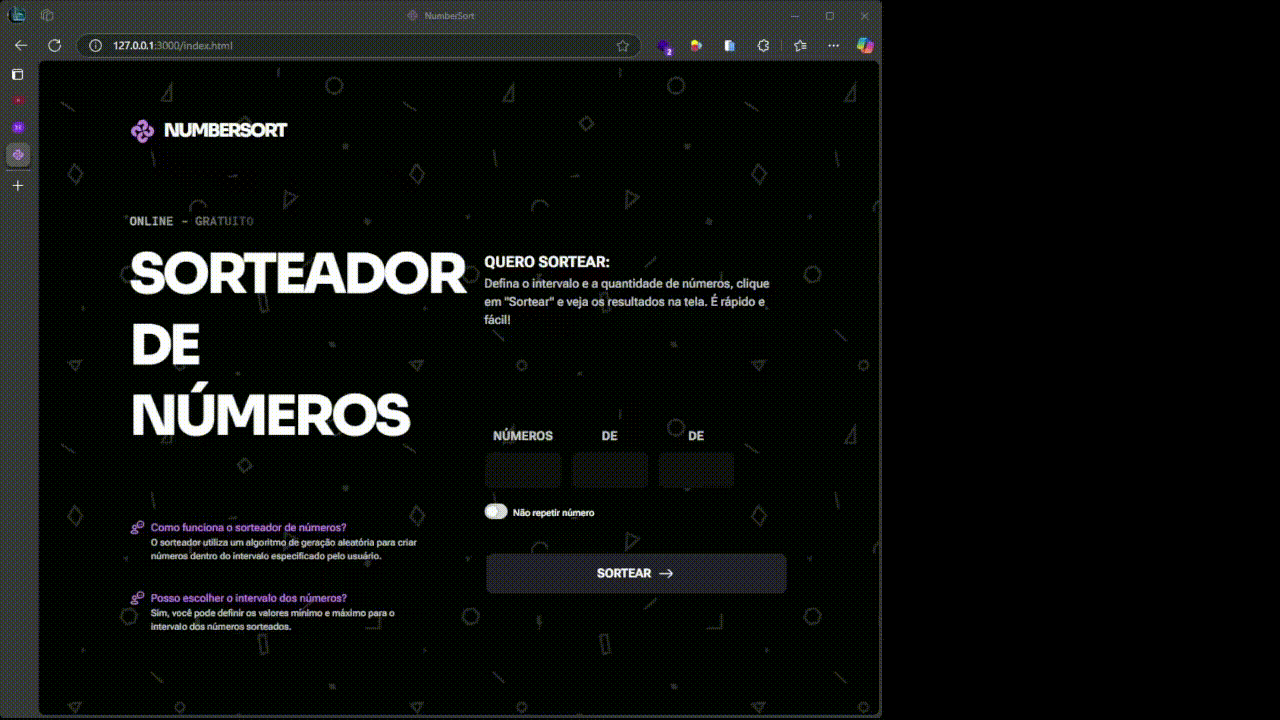 NumberSort
127.0.0.1:3000/index.html
2
NUMBERSORT
ONLINE - GRATUITO
SORTEADOR
DE
NÚMEROS
Como funciona o sorteador de números?
O sorteador utiliza um algoritmo de geração aleatória para criar
números dentro do intervalo especificado pelo usuário.
Posso escolher o intervalo dos números?
Sim, você pode definir os valores mínimo e máximo para o
intervalo dos números sorteados.
QUERO SORTEAR:
Defina o intervalo e a quantidade de números, clique
em "Sortear" e veja os resultados na tela. É rápido e
fácil!
NÚMEROS DE DE
Não repetir número
SORTEAR →